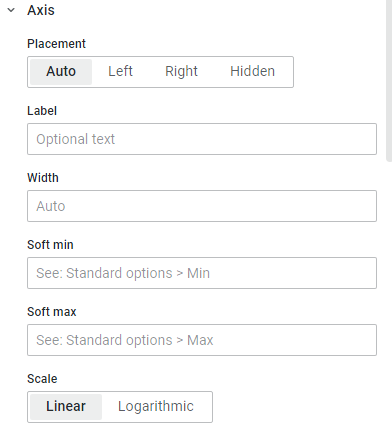 Axis
Placement
Auto Left Right Hidden
Label
Optional text
Width
Auto
Soft min
See: Standard options > Min
Soft max
See: Standard options > Max
Scale
Linear Logarithmic